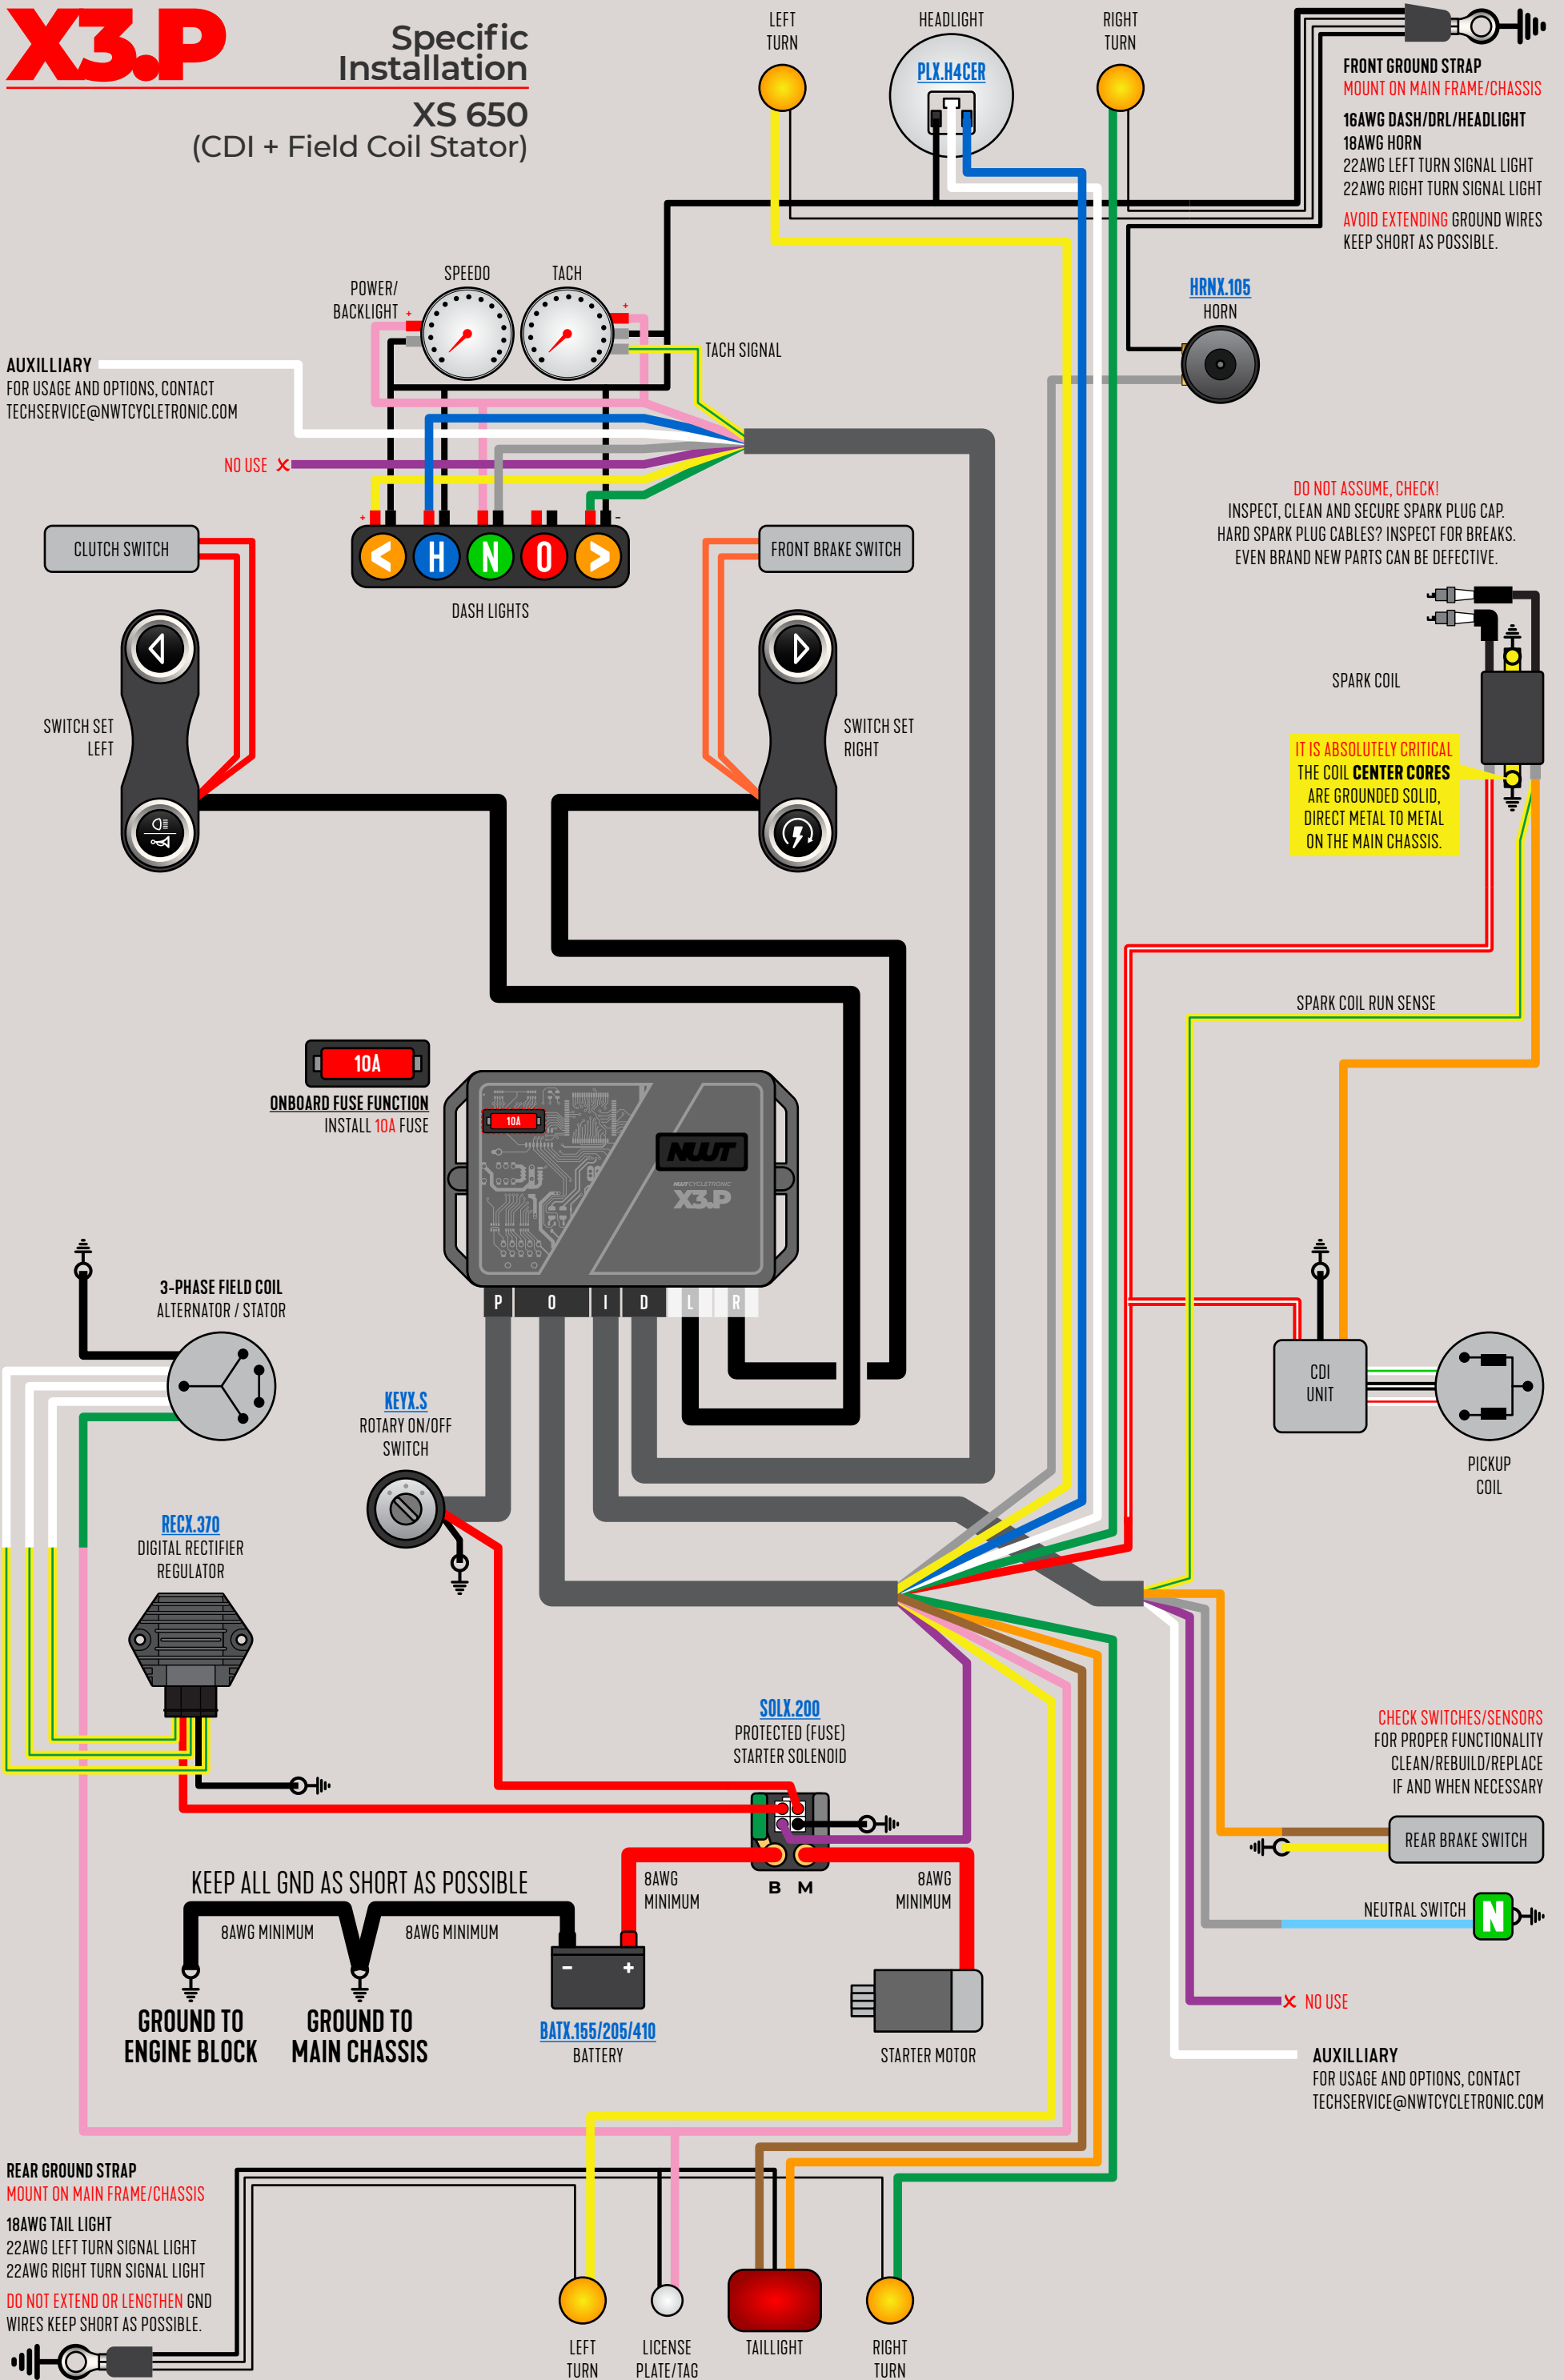 X3.P
Specific
Installation
XS 650
(CDI + Field Coil Stator)
LEFT
TURN
HEADLIGHT
PLX.H4CER
RIGHT
TURN
FRONT GROUND STRAP
MOUNT ON MAIN FRAME/CHASSIS
16AWG DASH/DRL/HEADLIGHT
18AWG HORN
22AWG LEFT TURN SIGNAL LIGHT
22AWG RIGHT TURN SIGNAL LIGHT
AVOID EXTENDING GROUND WIRES
KEEP SHORT AS POSSIBLE.
SPEEDO
TACH
POWER/
BACKLIGHT
+
+
TACH SIGNAL
HRNX.105
HORN
AUXILLIARY
FOR USAGE AND OPTIONS, CONTACT
TECHSERVICE@NWTCYCLETRONIC.COM
NO USE X
+
-
< H N O >
DASH LIGHTS
CLUTCH SWITCH
FRONT BRAKE SWITCH
SWITCH SET
LEFT
SWITCH SET
RIGHT
DO NOT ASSUME, CHECK!
INSPECT, CLEAN AND SECURE SPARK PLUG CAP.
HARD SPARK PLUG CABLES? INSPECT FOR BREAKS.
EVEN BRAND NEW PARTS CAN BE DEFECTIVE.
SPARK COIL
IT IS ABSOLUTELY CRITICAL
THE COIL CENTER CORES
ARE GROUNDED SOLID,
DIRECT METAL TO METAL
ON THE MAIN CHASSIS.
SPARK COIL RUN SENSE
10A
ONBOARD FUSE FUNCTION
INSTALL 10A FUSE
10A
NWT
NWT CYCLETRONIC
X3.P
P O I D L R
3-PHASE FIELD COIL
ALTERNATOR / STATOR
KEYX.S
ROTARY ON/OFF
SWITCH
CDI
UNIT
PICKUP
COIL
RECX.370
DIGITAL RECTIFIER
REGULATOR
SOLX.200
PROTECTED (FUSE)
STARTER SOLENOID
B M
CHECK SWITCHES/SENSORS
FOR PROPER FUNCTIONALITY
CLEAN/REBUILD/REPLACE
IF AND WHEN NECESSARY
REAR BRAKE SWITCH
NEUTRAL SWITCH
N
X NO USE
AUXILLIARY
FOR USAGE AND OPTIONS, CONTACT
TECHSERVICE@NWTCYCLETRONIC.COM
KEEP ALL GND AS SHORT AS POSSIBLE
8AWG MINIMUM
8AWG MINIMUM
8AWG
MINIMUM
8AWG
MINIMUM
GROUND TO
ENGINE BLOCK
GROUND TO
MAIN CHASSIS
- +
BATX.155/205/410
BATTERY
STARTER MOTOR
REAR GROUND STRAP
MOUNT ON MAIN FRAME/CHASSIS
18AWG TAIL LIGHT
22AWG LEFT TURN SIGNAL LIGHT
22AWG RIGHT TURN SIGNAL LIGHT
DO NOT EXTEND OR LENGTHEN GND
WIRES KEEP SHORT AS POSSIBLE.
LEFT
TURN
LICENSE
PLATE/TAG
TAILLIGHT
RIGHT
TURN